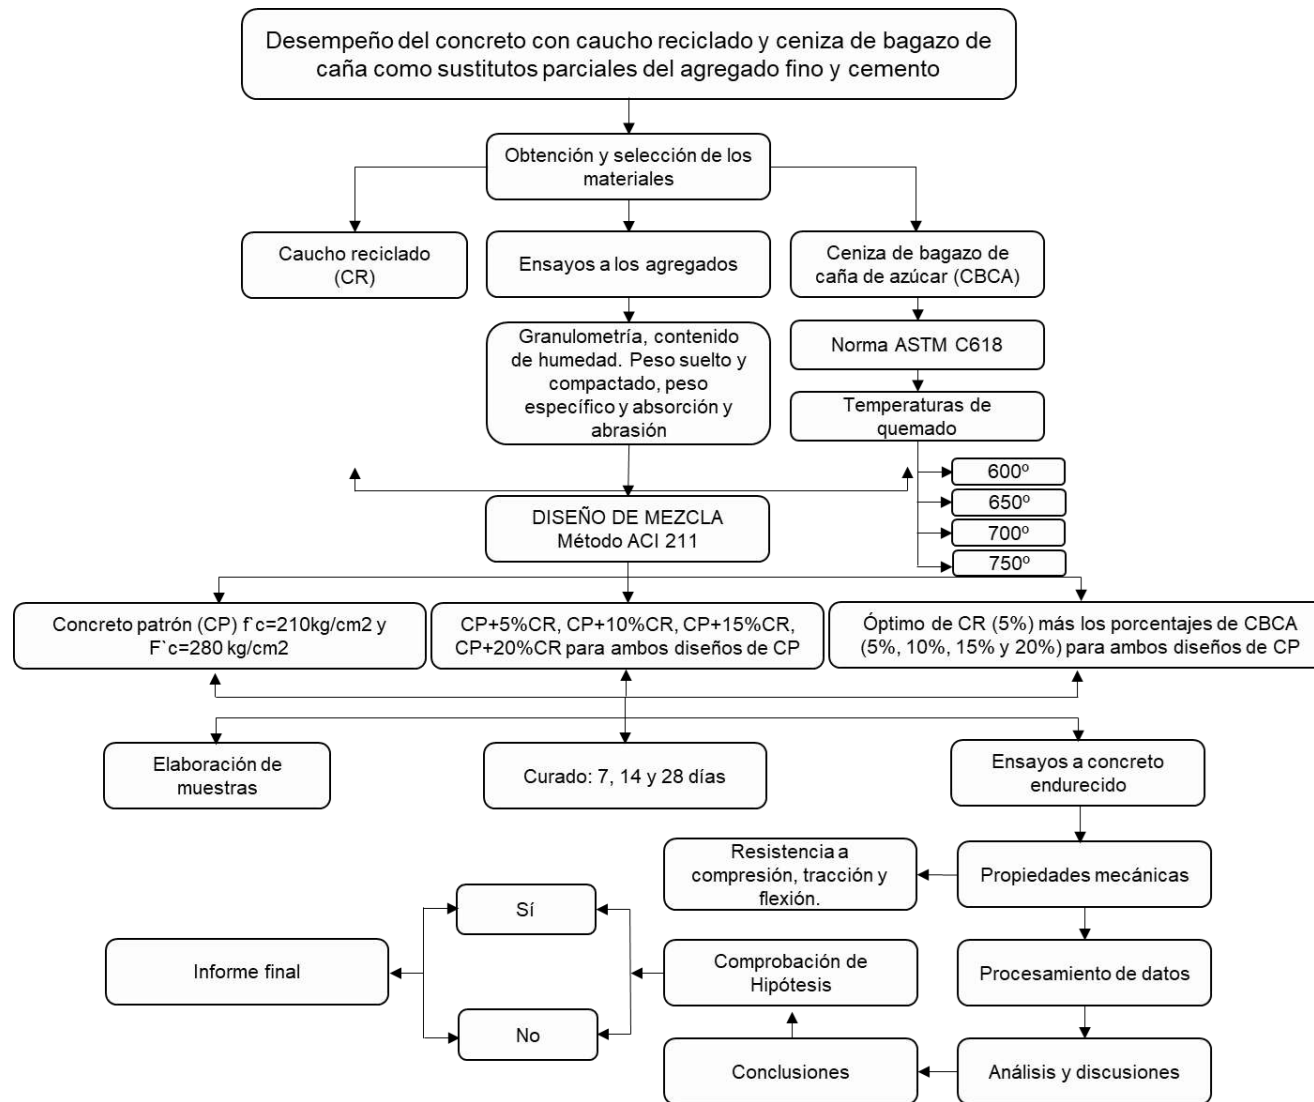 Desempeño del concreto con caucho reciclado y ceniza de bagazo de
caña como sustitutos parciales del agregado fino y cemento
Obtención y selección de los
materiales
Caucho reciclado
(CR)
Ensayos a los agregados
Ceniza de bagazo de
caña de azúcar (CBCA)
Granulometría, contenido
de humedad. Peso suelto y
compactado, peso
específico y absorción y
abrasión
Norma ASTM C618
Temperaturas de
quemado
600º
650º
700º
750º
DISEÑO DE MEZCLA
Método ACI 211
Concreto patrón (CP) f`c=210kg/cm2 y
F`c=280 kg/cm2
CP+5%CR, CP+10%CR, CP+15%CR,
CP+20%CR para ambos diseños de CP
Óptimo de CR (5%) más los porcentajes de CBCA
(5%, 10%, 15% y 20%) para ambos diseños de CP
Elaboración de
muestras
Curado: 7, 14 y 28 días
Ensayos a concreto
endurecido
Resistencia a
compresión, tracción y
flexión.
Propiedades mecánicas
Sí
Informe final
Comprobación de
Hipótesis
Procesamiento de datos
No
Conclusiones
Análisis y discusiones